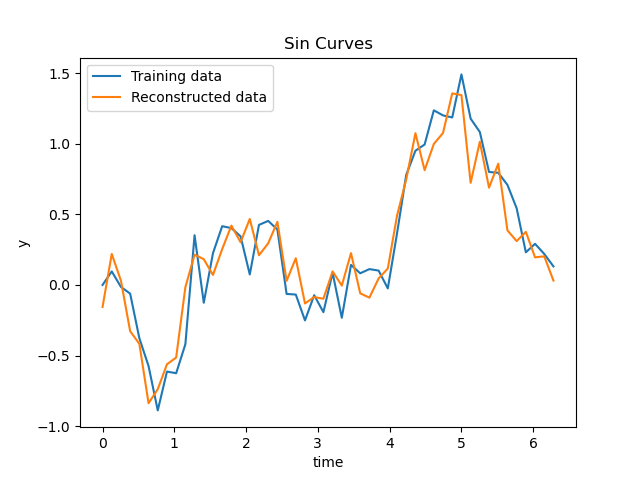 Sin Curves
Training data
Reconstructed data
1.5
1.0
0.5
0.0
−0.5
−1.0
y
0 1 2 3 4 5 6
time